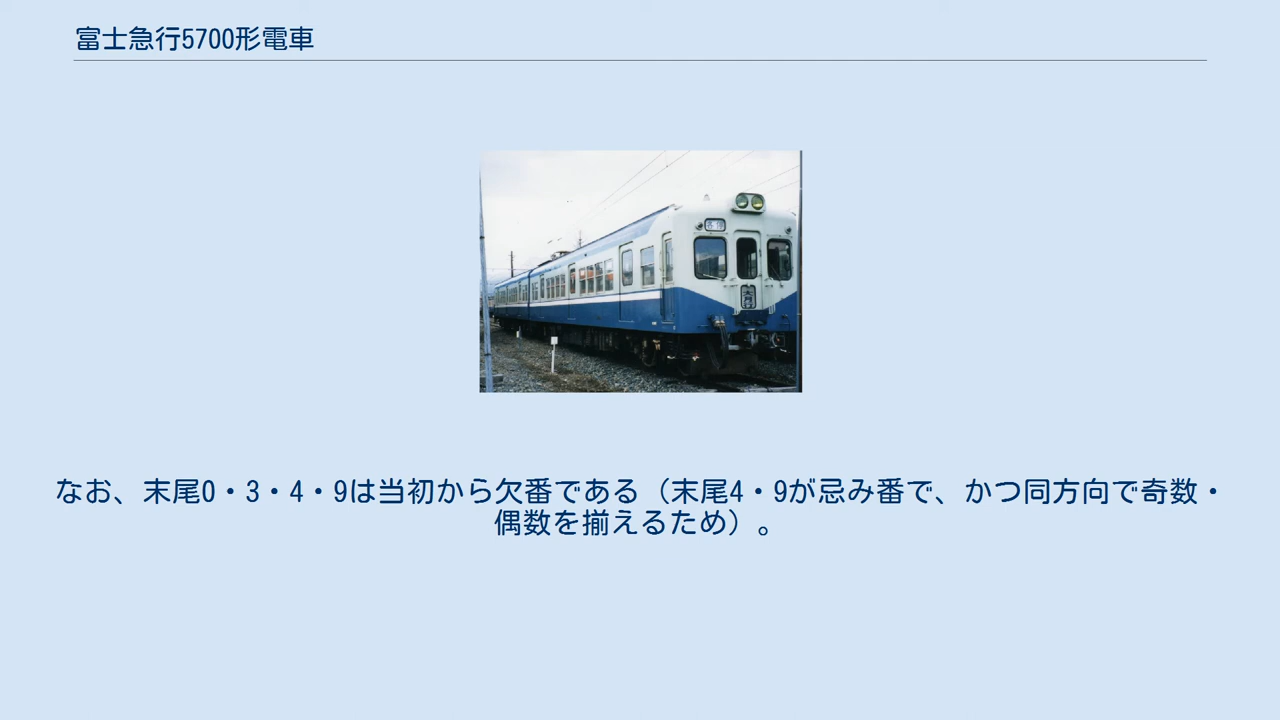 富士急行5700形電車
なお、末尾0・3・4・9は当初から欠番である（末尾4・9が忌み番で、かつ同方向で奇数・
偶数を揃えるため）。